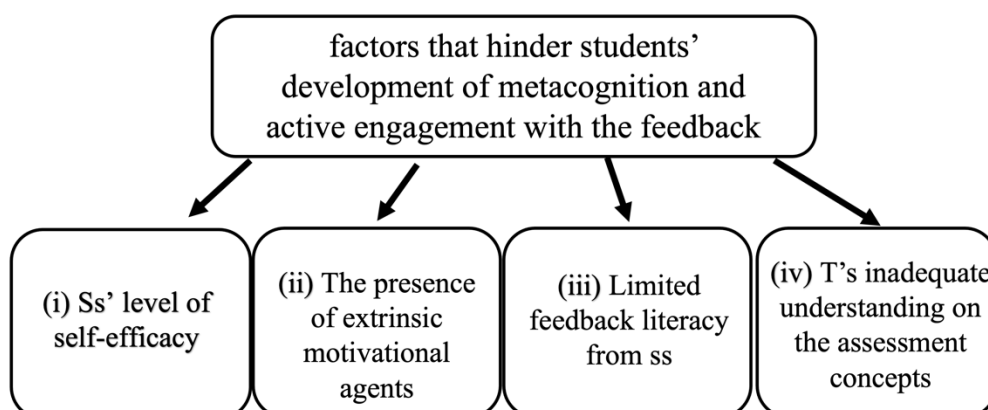 factors that hinder students’
development of metacognition and
active engagement with the feedback
(i) Ss’ level of
self-efficacy
(ii) The presence
of extrinsic
motivational
agents
(iii) Limited
feedback literacy
from ss
(iv) T’s inadequate
understanding on
the assessment
concepts